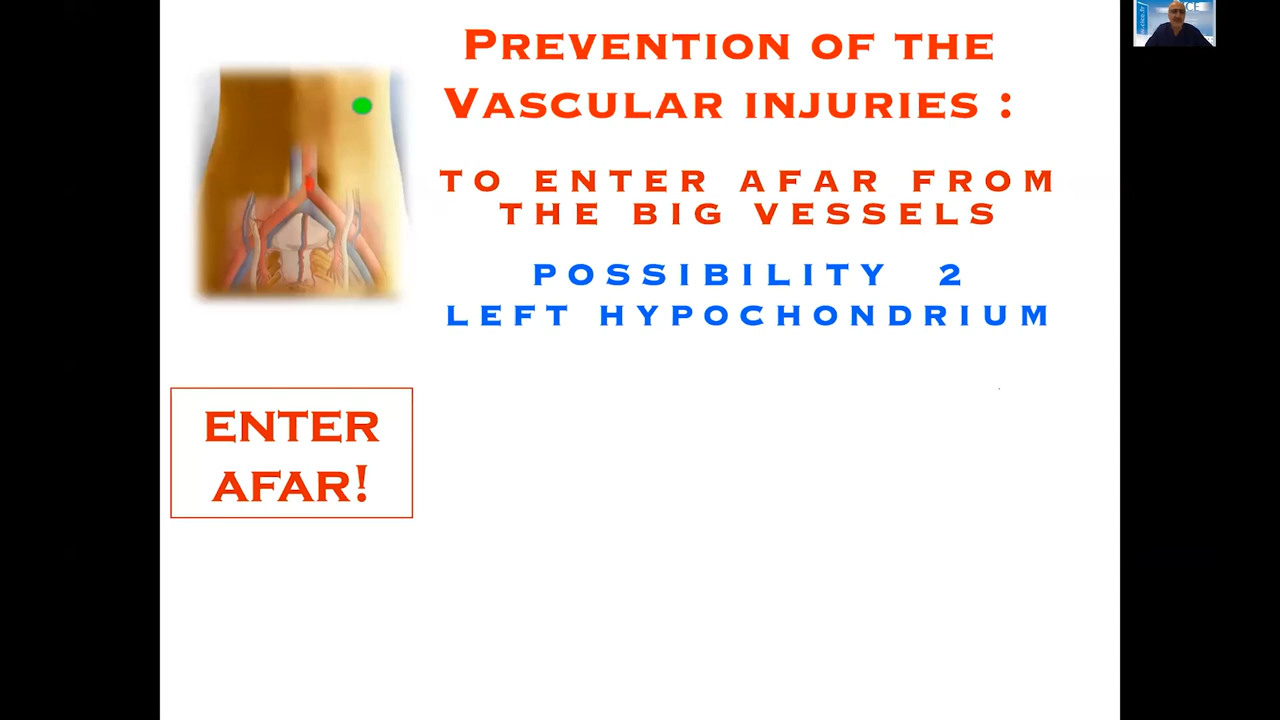 PREVENTION OF THE
VASCULAR INJURIES :
TO ENTER AFAR FROM
THE BIG VESSELS
POSSIBILITY 2
LEFT HYPOCHONDRIUM
ENTER
AFAR!